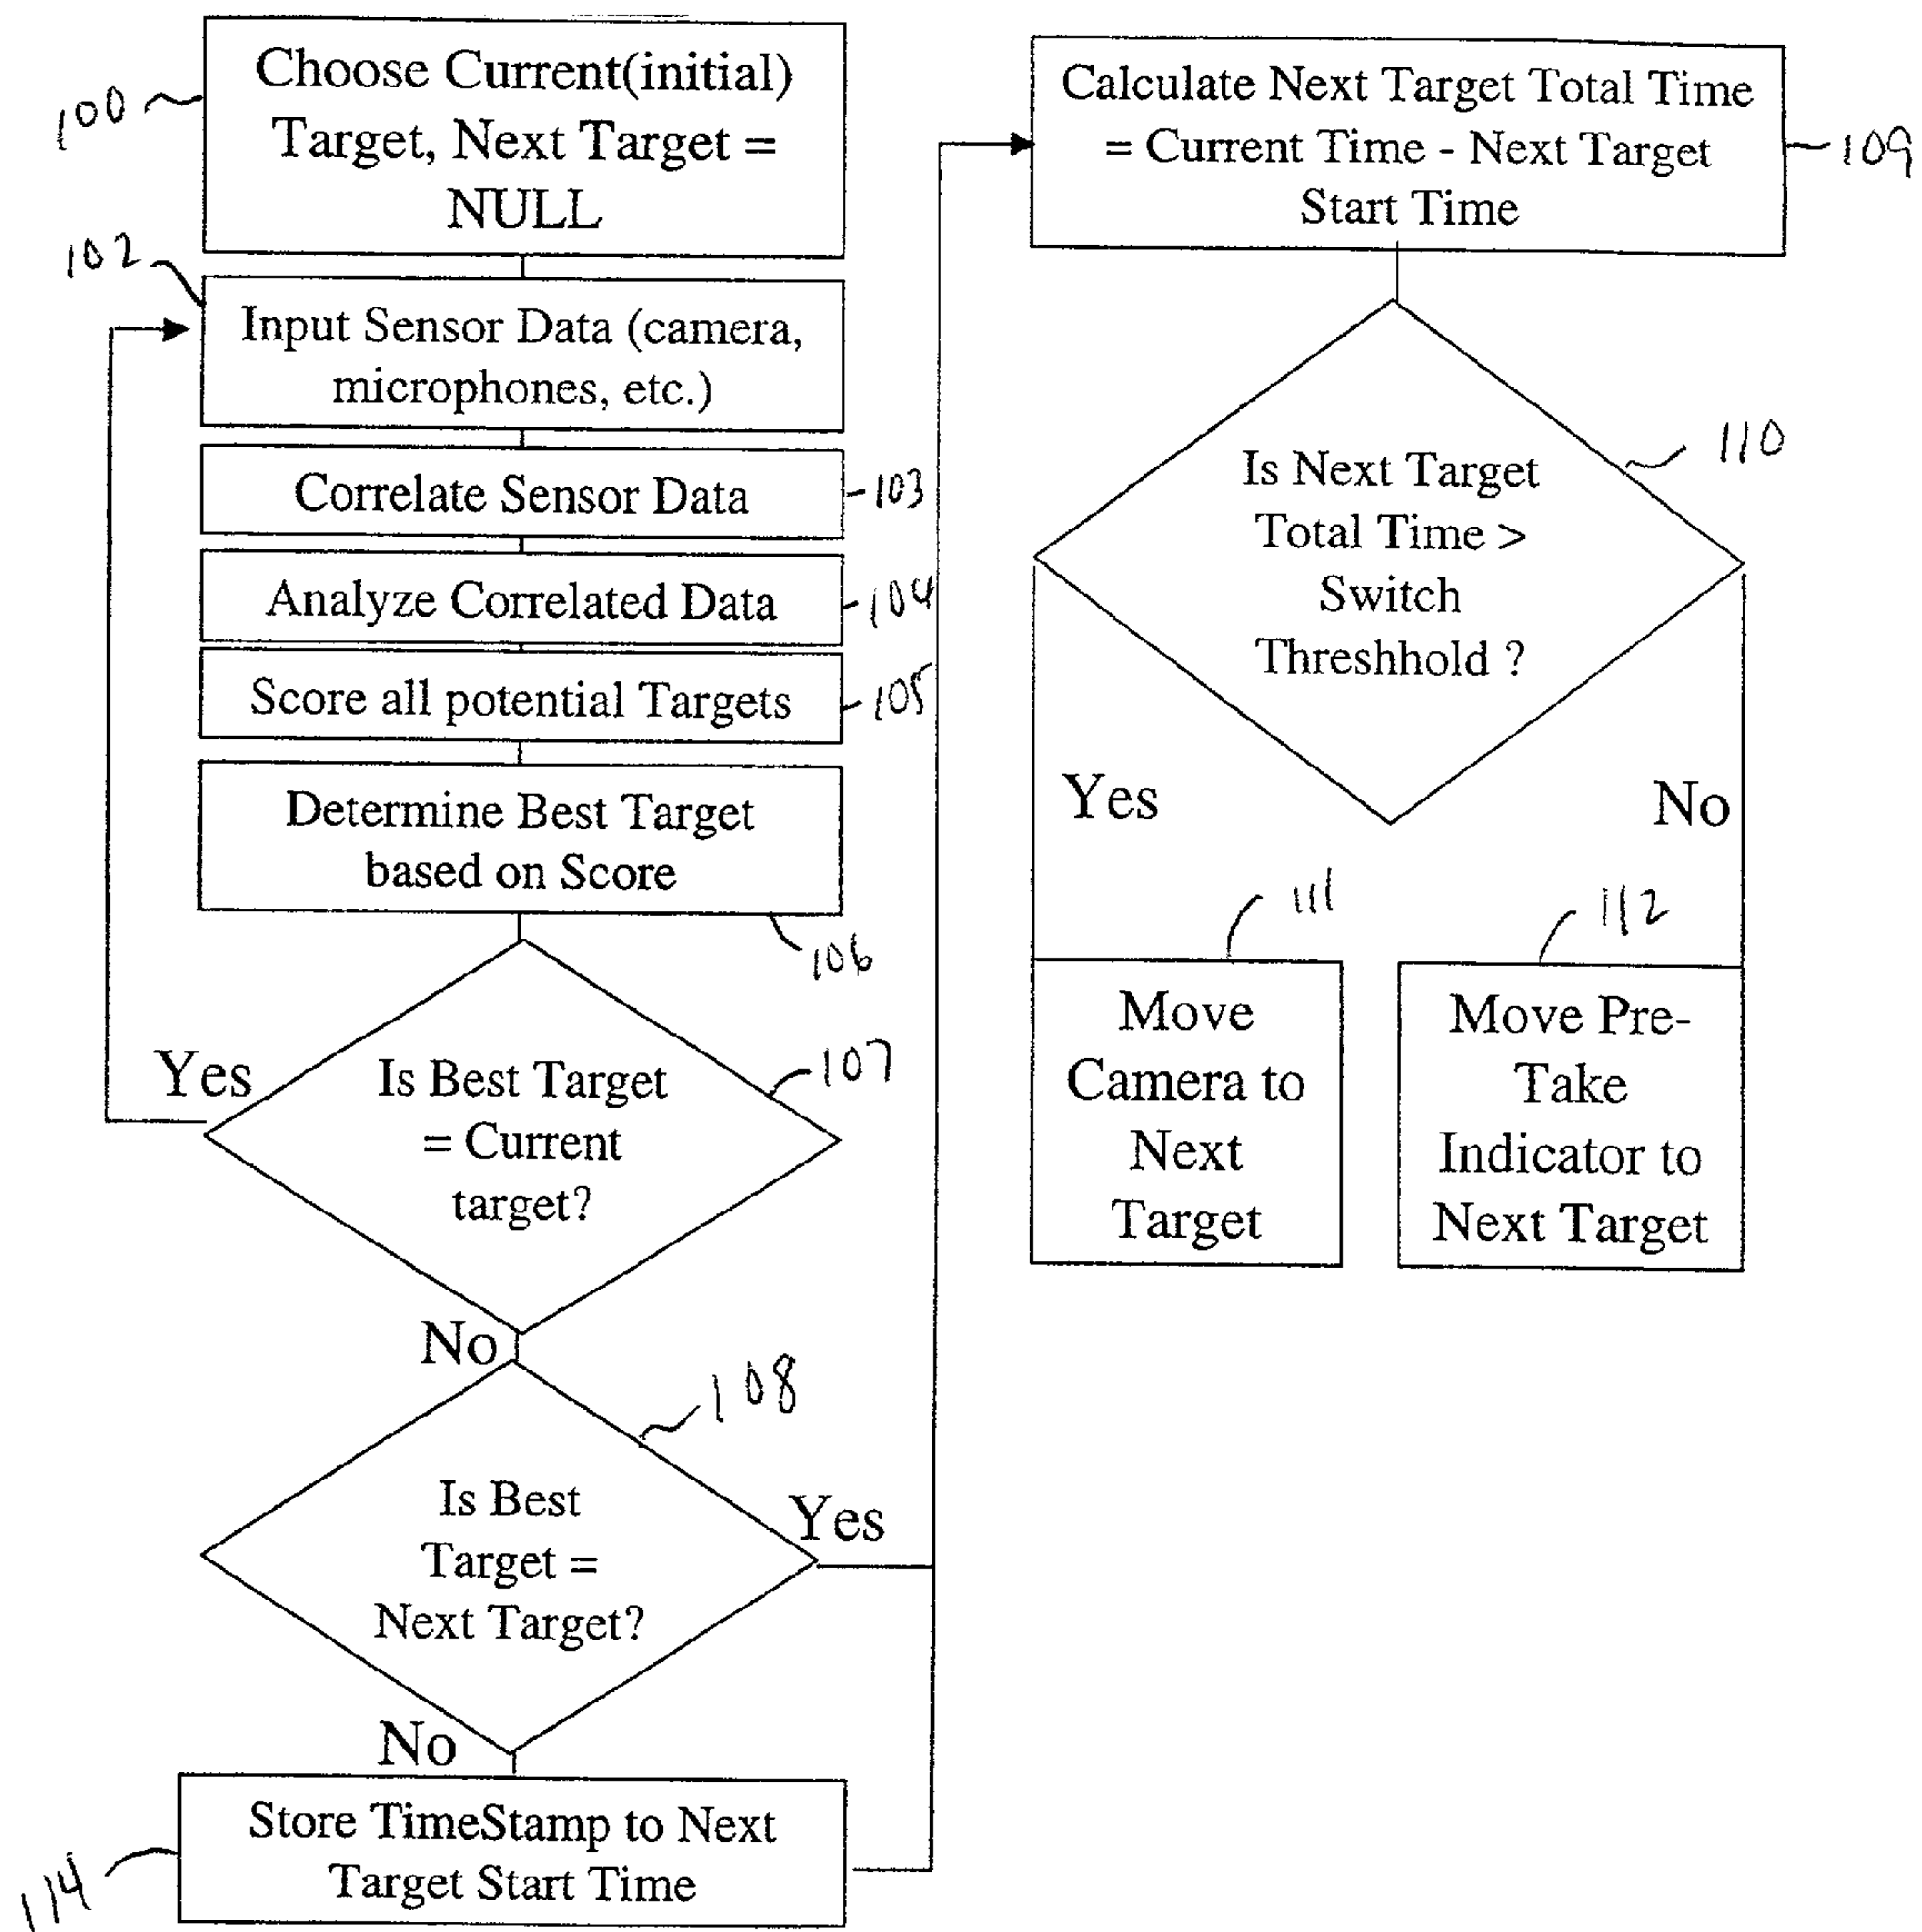 100
Choose Current(initial)
Target, Next Target =
NULL
102
Input Sensor Data (camera,
microphones, etc.)
Correlate Sensor Data
103
Analyze Correlated Data
104
Score all potential Targets
105
Determine Best Target
based on Score
106
Yes
Is Best Target
= Current
target?
107
No
108
Is Best
Target =
Next Target?
Yes
No
Store TimeStamp to Next
Target Start Time
114
Calculate Next Target Total Time
= Current Time - Next Target
Start Time
109
Is Next Target
Total Time >
Switch
Threshhold ?
110
Yes
No
111
Move
Camera to
Next
Target
112
Move Pre-
Take
Indicator to
Next Target